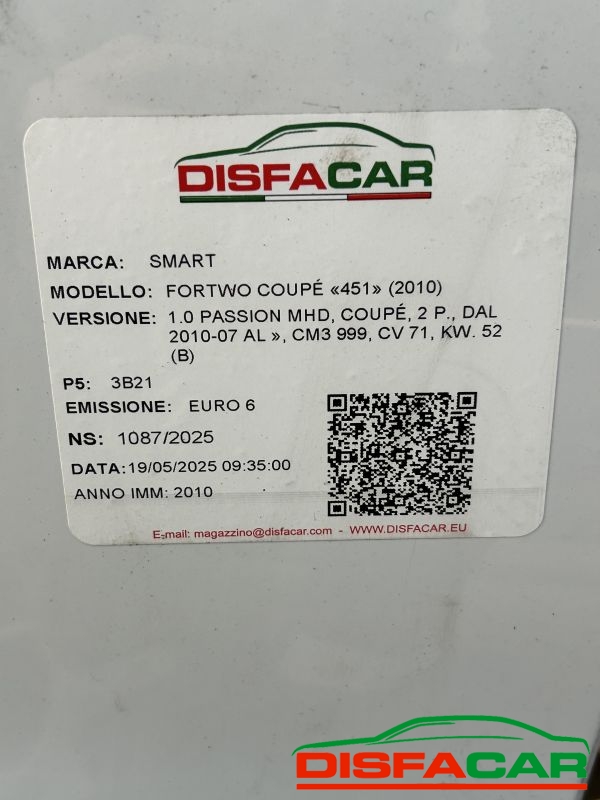 DISFACAR
MARCA: SMART
MODELLO: FORTWO COUPÉ «451» (2010)
VERSIONE: 1.0 PASSION MHD, COUPÉ, 2 P., DAL
2010-07 AL », CM3 999, CV 71, KW. 52
(B)
P5: 3B21
EMISSIONE: EURO 6
NS: 1087/2025
DATA:19/05/2025 09:35:00
ANNO IMM: 2010
E-mail: magazzino@disfacar.com - WWW.DISFACAR.EU
DISFACAR